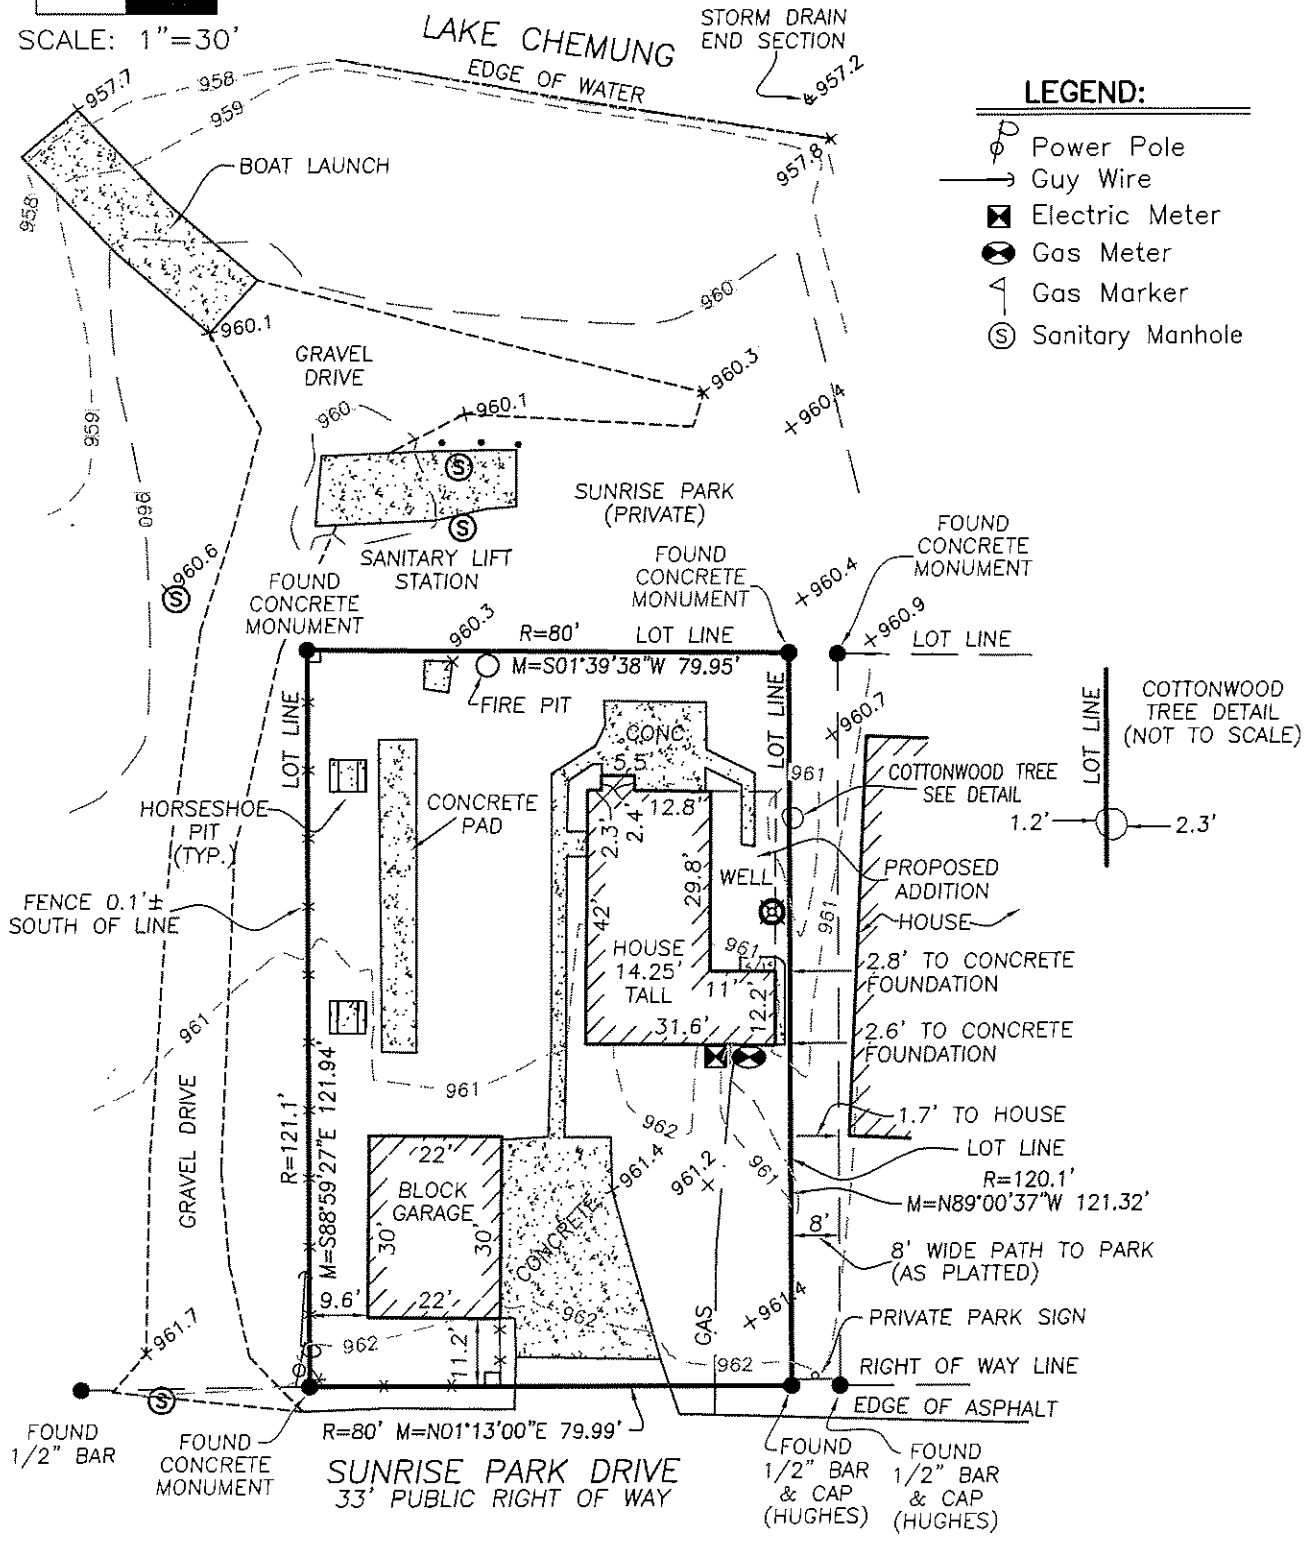 SCALE: 1"=30'
LAKE CHEMUNG
EDGE OF WATER
STORM DRAIN
END SECTION
957.2
957.7
958
959
957.8
LEGEND:
Power Pole
Guy Wire
Electric Meter
Gas Meter
Gas Marker
S Sanitary Manhole
BOAT LAUNCH
958
960
960.1
GRAVEL
DRIVE
960.3
960
960.1
960.4
959
S
SUNRISE PARK
(PRIVATE)
960
S
SANITARY LIFT
STATION
960.6
S
FOUND
CONCRETE
MONUMENT
FOUND
CONCRETE
MONUMENT
FOUND
CONCRETE
MONUMENT
960.4
960.9
960.3
R=80'
LOT LINE
M=S01°39'38"W 79.95'
LOT LINE
FIRE PIT
LOT LINE
LOT LINE
960.7
LOT LINE
COTTONWOOD
TREE DETAIL
(NOT TO SCALE)
1.2'
2.3'
CONC.
5.5
12.8'
2.3'
2.4'
961
COTTONWOOD TREE
SEE DETAIL
HORSESHOE
PIT
(TYP.)
CONCRETE
PAD
29.8'
42'
WELL
PROPOSED
ADDITION
FENCE 0.1'±
SOUTH OF LINE
HOUSE
961
HOUSE
14.25'
TALL
961
11'
12.2'
31.6'
2.8' TO CONCRETE
FOUNDATION
2.6' TO CONCRETE
FOUNDATION
961
961
962
1.7' TO HOUSE
LOT LINE
R=121.1'
M=S88°59'27"E 121.94'
GRAVEL DRIVE
22'
BLOCK
GARAGE
30'
30'
22'
CONCRETE
961.4
961.2
961
R=120.1'
M=N89°00'37"W 121.32'
8'
8' WIDE PATH TO PARK
(AS PLATTED)
9.6'
11.2'
962
962
GAS
961.4
962
PRIVATE PARK SIGN
961.7
RIGHT OF WAY LINE
EDGE OF ASPHALT
S
FOUND
1/2" BAR
FOUND
CONCRETE
MONUMENT
R=80' M=N01°13'00"E 79.99'
SUNRISE PARK DRIVE
33' PUBLIC RIGHT OF WAY
FOUND
1/2" BAR
& CAP
(HUGHES)
FOUND
1/2" BAR
& CAP
(HUGHES)